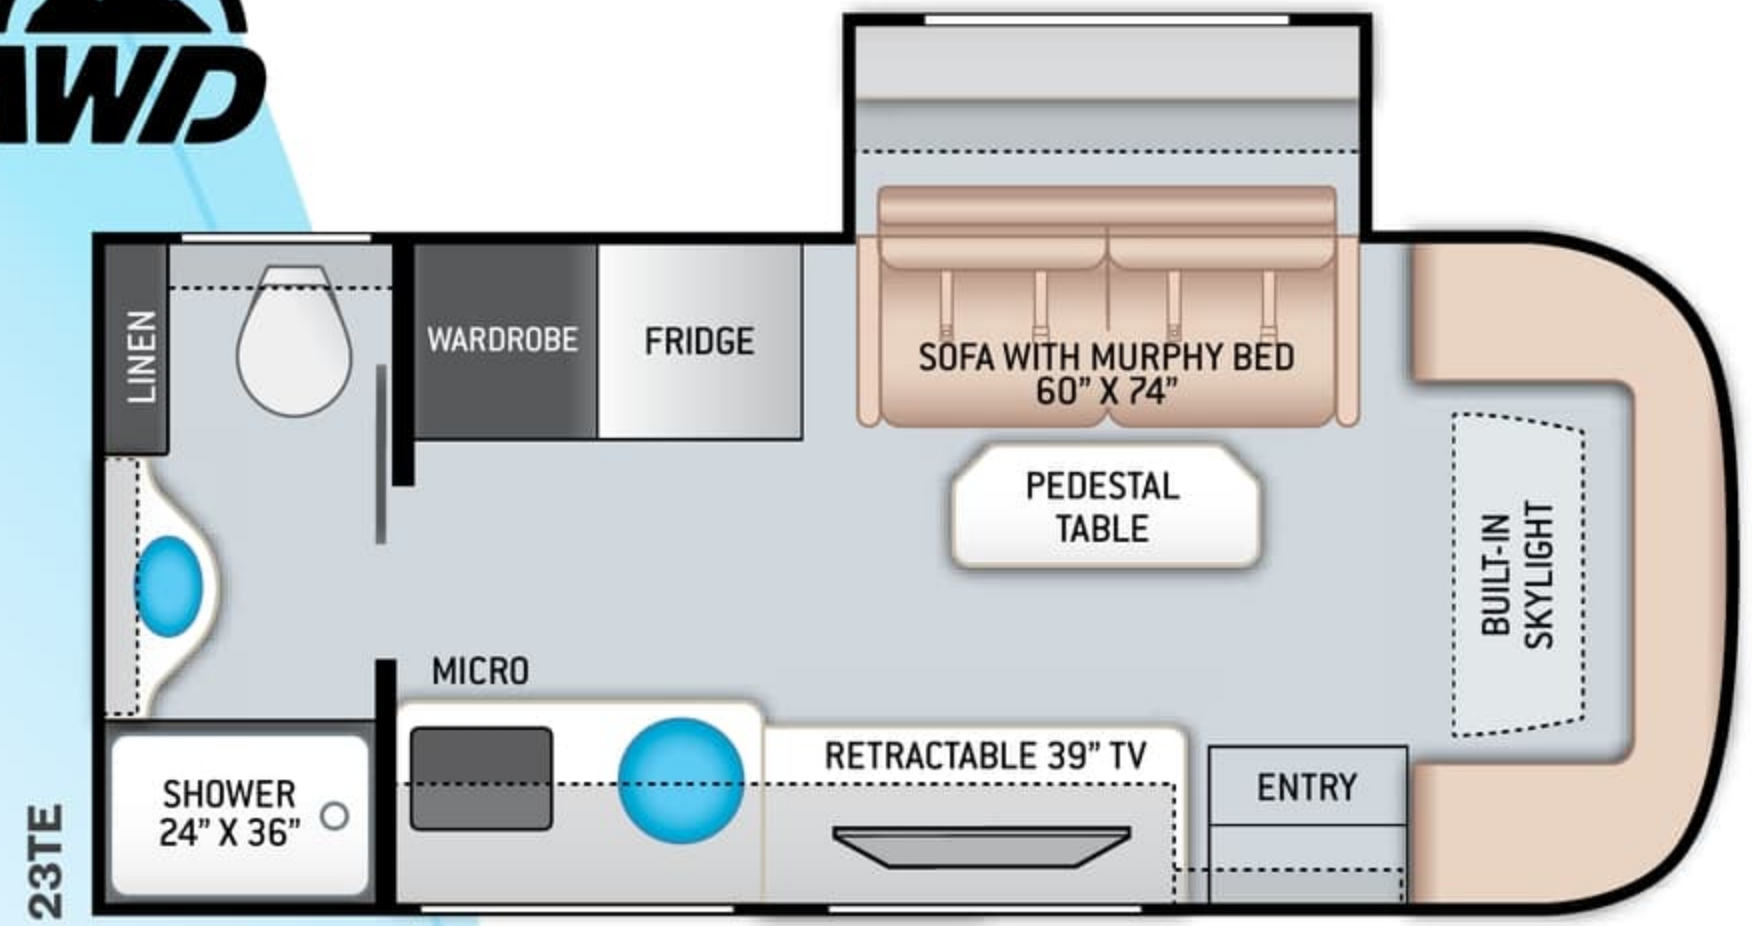 AWD
LINEN
WARDROBE
FRIDGE
SOFA WITH MURPHY BED
60” X 74”
PEDESTAL
TABLE
BUILT-IN
SKYLIGHT
MICRO
RETRACTABLE 39” TV
ENTRY
SHOWER
24” X 36”
23TE